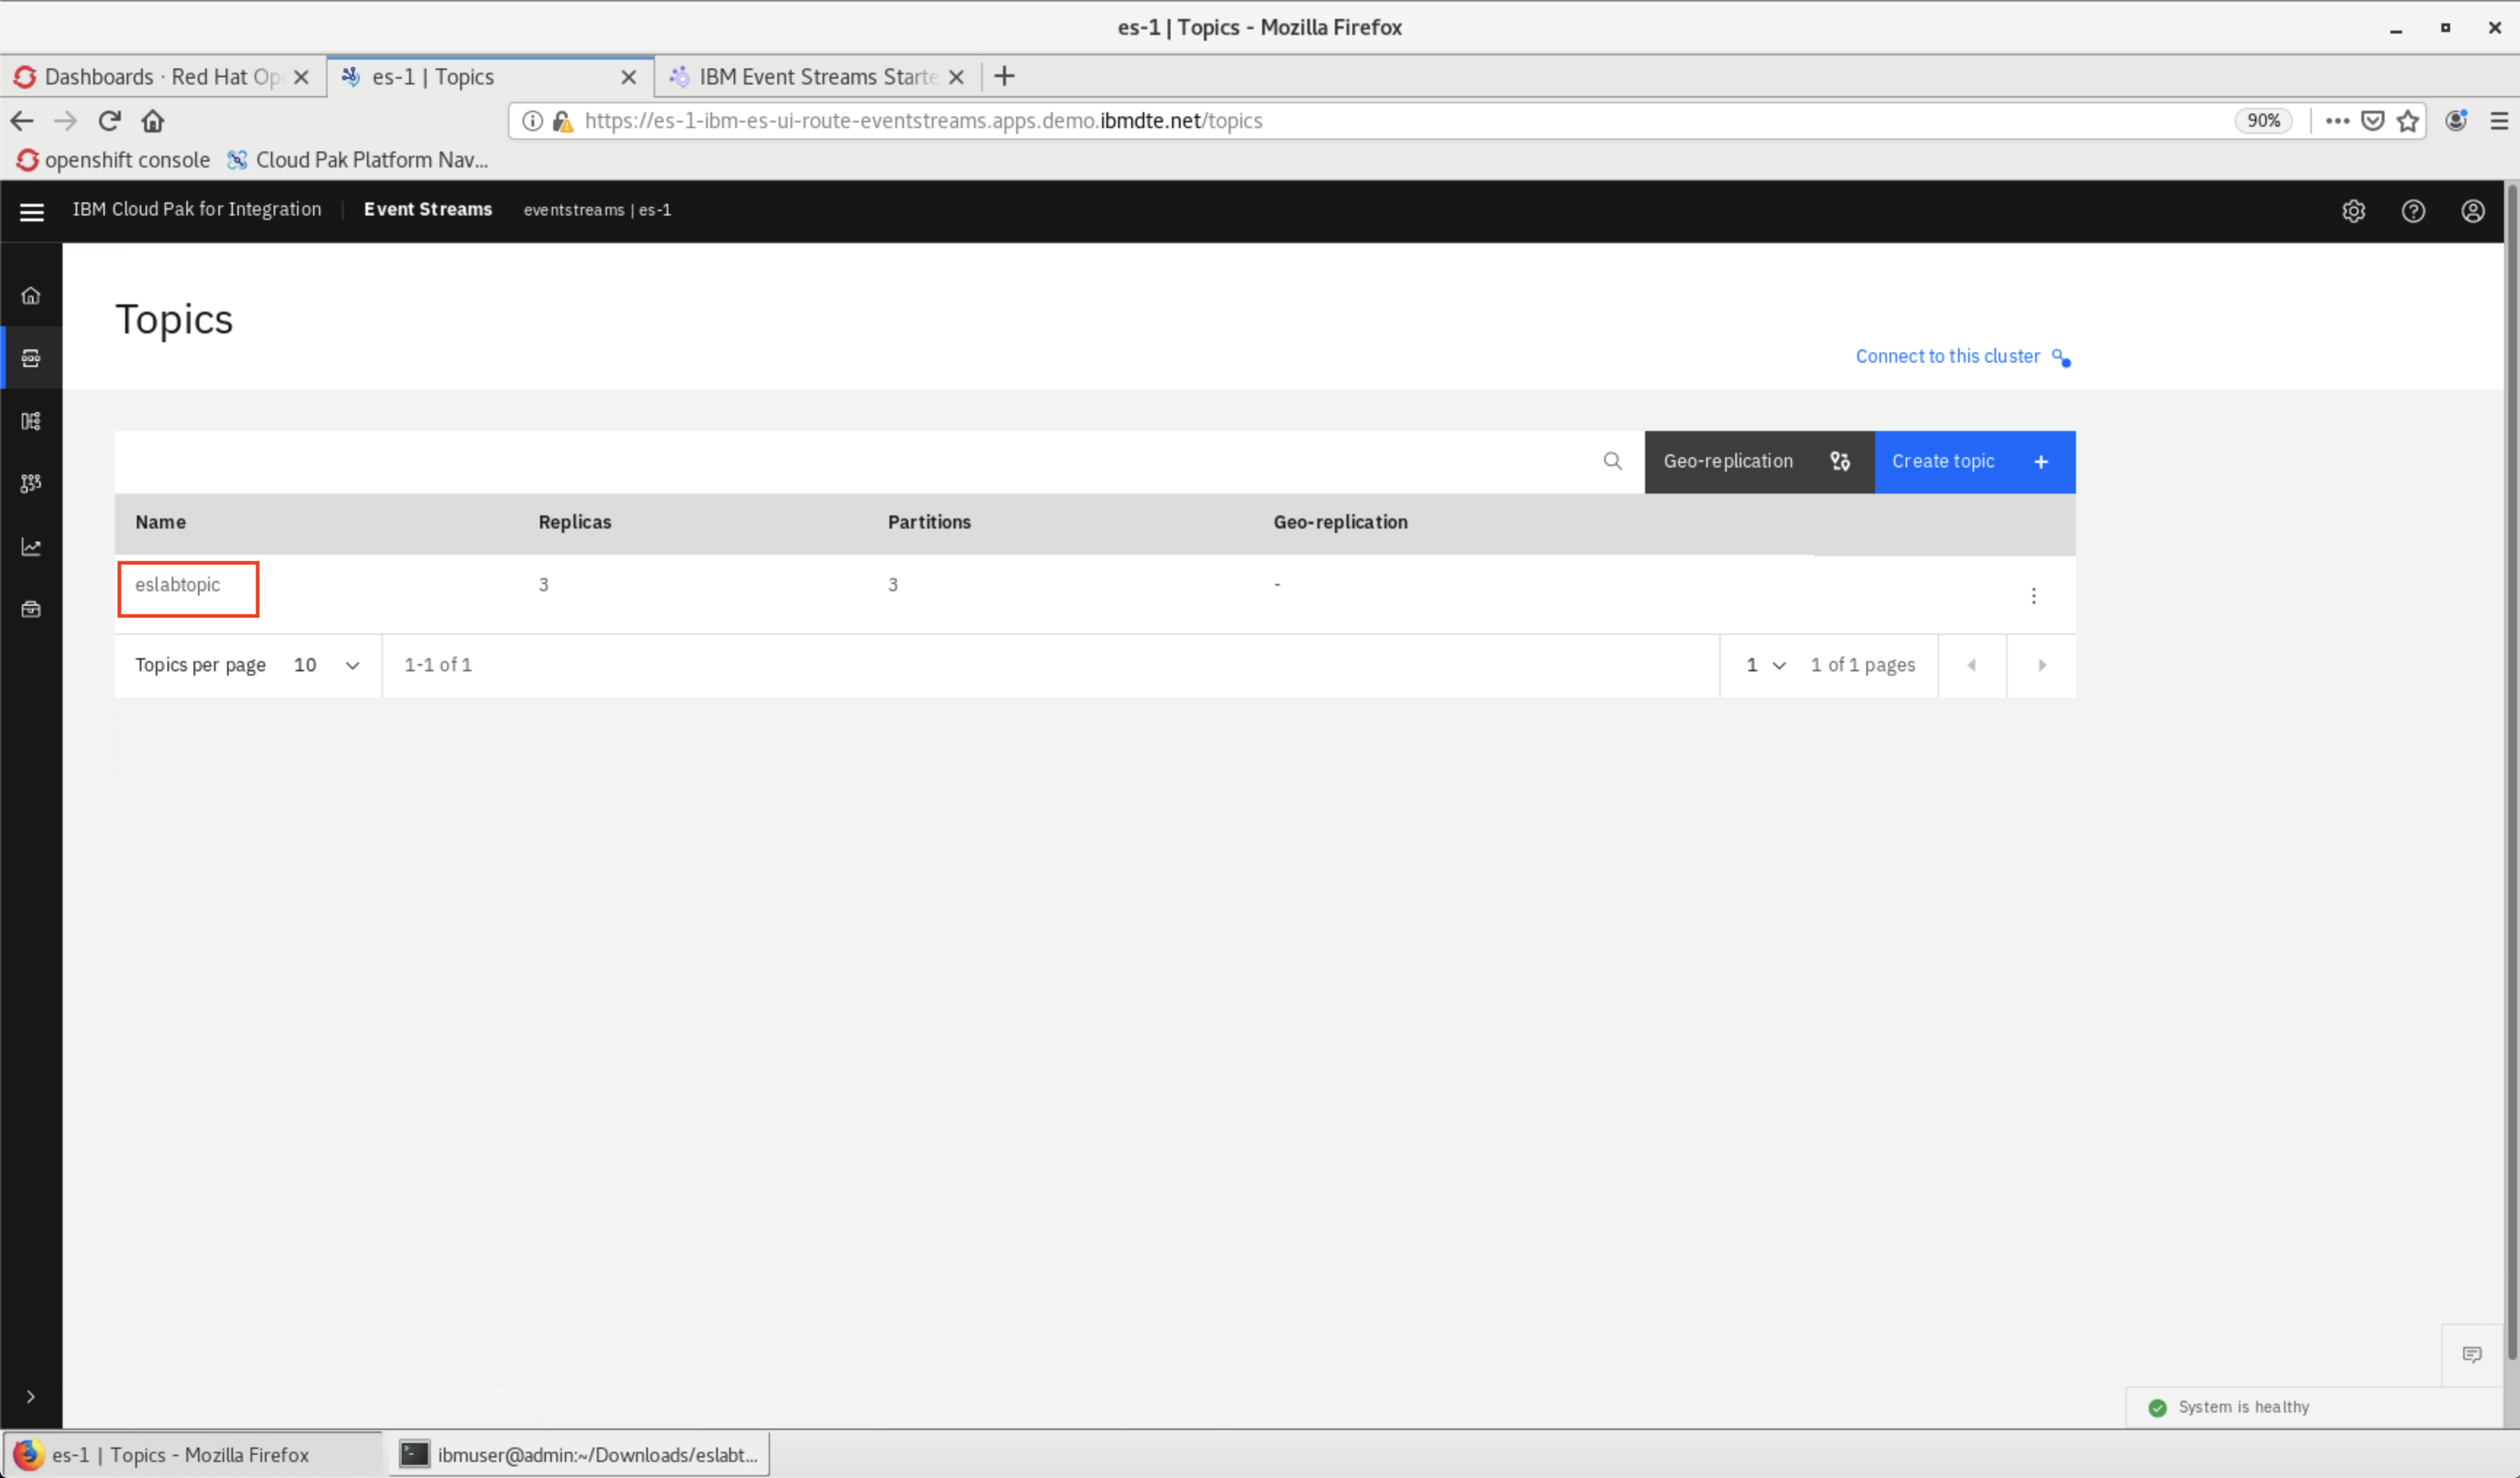 es-1 | Topics - Mozilla Firefox
Dashboards · Red Hat Op
es-1 | Topics
IBM Event Streams Starte
https://es-1-ibm-es-ui-route-eventstreams.apps.demo.ibmdte.net/topics
90%
openshift console
Cloud Pak Platform Nav...
IBM Cloud Pak for Integration
Event Streams
eventstreams | es-1
Topics
Connect to this cluster
Geo-replication
Create topic +
Name Replicas Partitions Geo-replication
eslabtopic 3 3 -
Topics per page 10
1-1 of 1
1
1 of 1 pages
System is healthy
es-1 | Topics - Mozilla Firefox
ibmuser@admin:~/Downloads/eslabt...